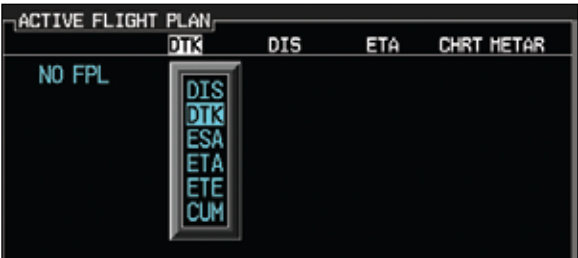 ACTIVE FLIGHT PLAN
DTK DIS ETA CHRT METAR
NO FPL
DIS
DTK
ESA
ETA
ETE
CUM